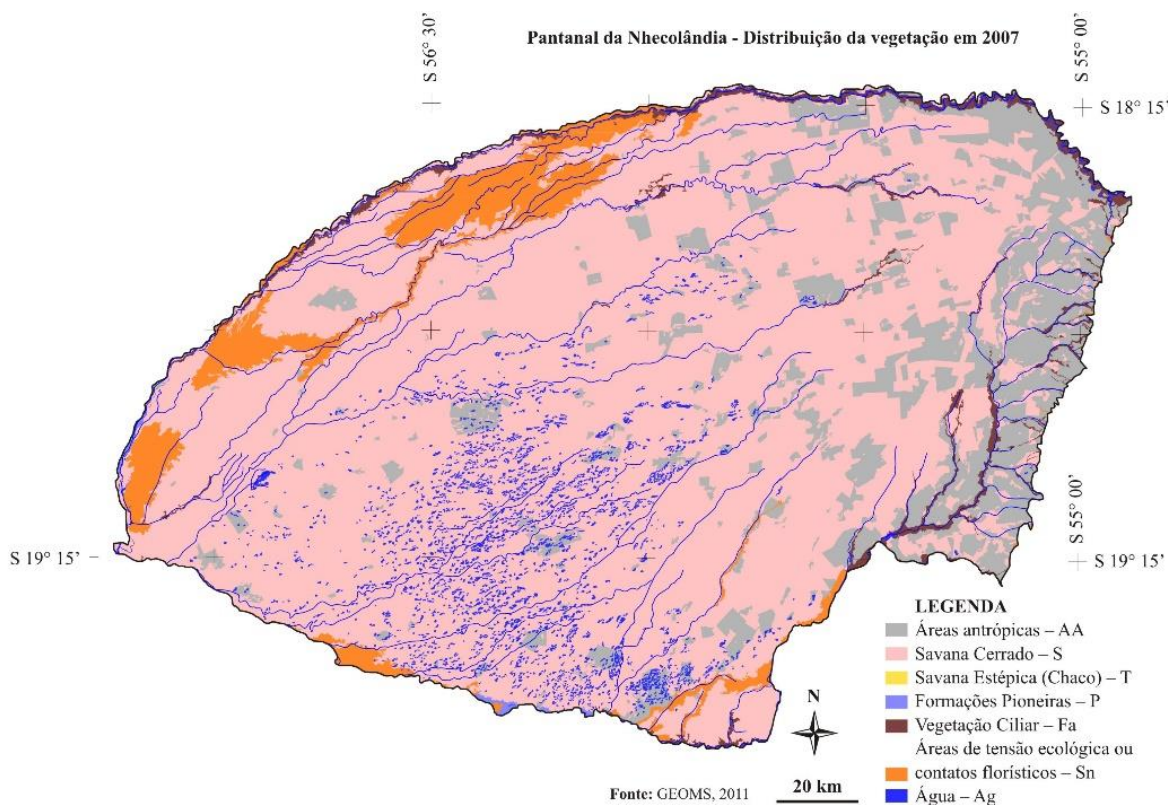 Pantanal da Nhecolândia - Distribuição da vegetação em 2007
S 56° 30'
S 55° 00'
S 18° 15'
S 19° 15'
S 55° 00'
S 19° 15'
LEGENDA
Áreas antrópicas – AA
Savana Cerrado – S
Savana Estépica (Chaco) – T
Formações Pioneiras – P
Vegetação Ciliar – Fa
Áreas de tensão ecológica ou
contatos florísticos – Sn
Água – Ag
N
Fonte: GEOMS, 2011
20 km